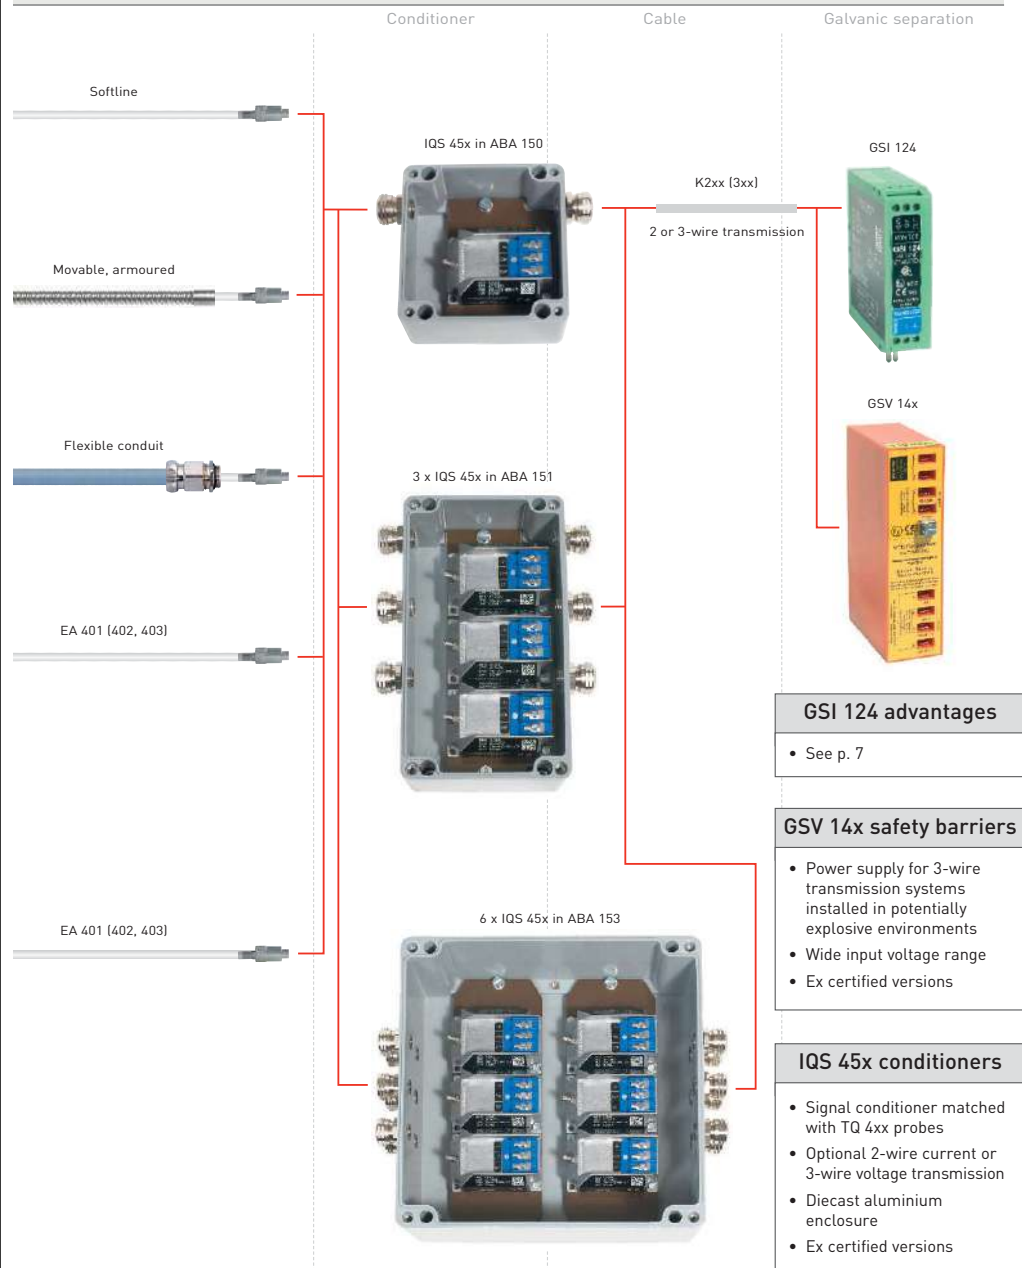 Conditioner
Cable
Galvanic separation
Softline
IQS 45x in ABA 150
GSI 124
K2xx (3xx)
2 or 3-wire transmission
GSI 124
Movable, armoured
GSV 14x
Flexible conduit
3 x IQS 45x in ABA 151
EA 401 (402, 403)
GSI 124 advantages
• See p. 7
GSV 14x safety barriers
• Power supply for 3-wire
transmission systems
installed in potentially
explosive environments
• Wide input voltage range
• Ex certified versions
6 x IQS 45x in ABA 153
EA 401 (402, 403)
IQS 45x conditioners
• Signal conditioner matched
with TQ 4xx probes
• Optional 2-wire current or
3-wire voltage transmission
• Diecast aluminium
enclosure
• Ex certified versions